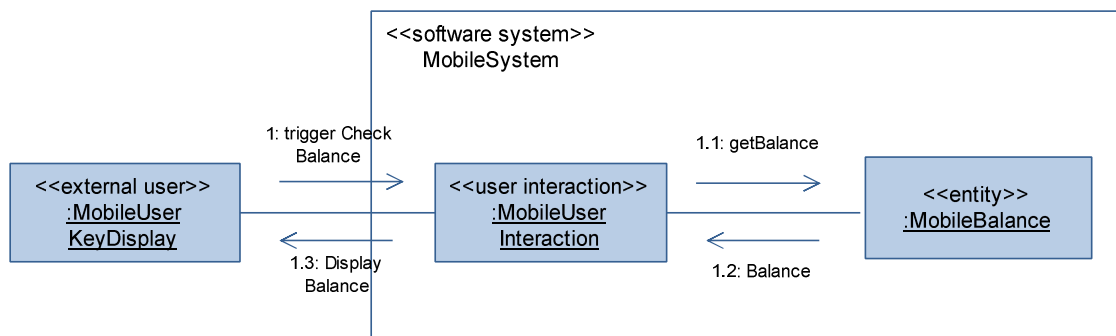 <<software system>>
MobileSystem
1: trigger Check
Balance
1.1: getBalance
<<external user>>
:MobileUser
KeyDisplay
<<user interaction>>
:MobileUser
Interaction
<<entity>>
:MobileBalance
1.3: Display
Balance
1.2: Balance